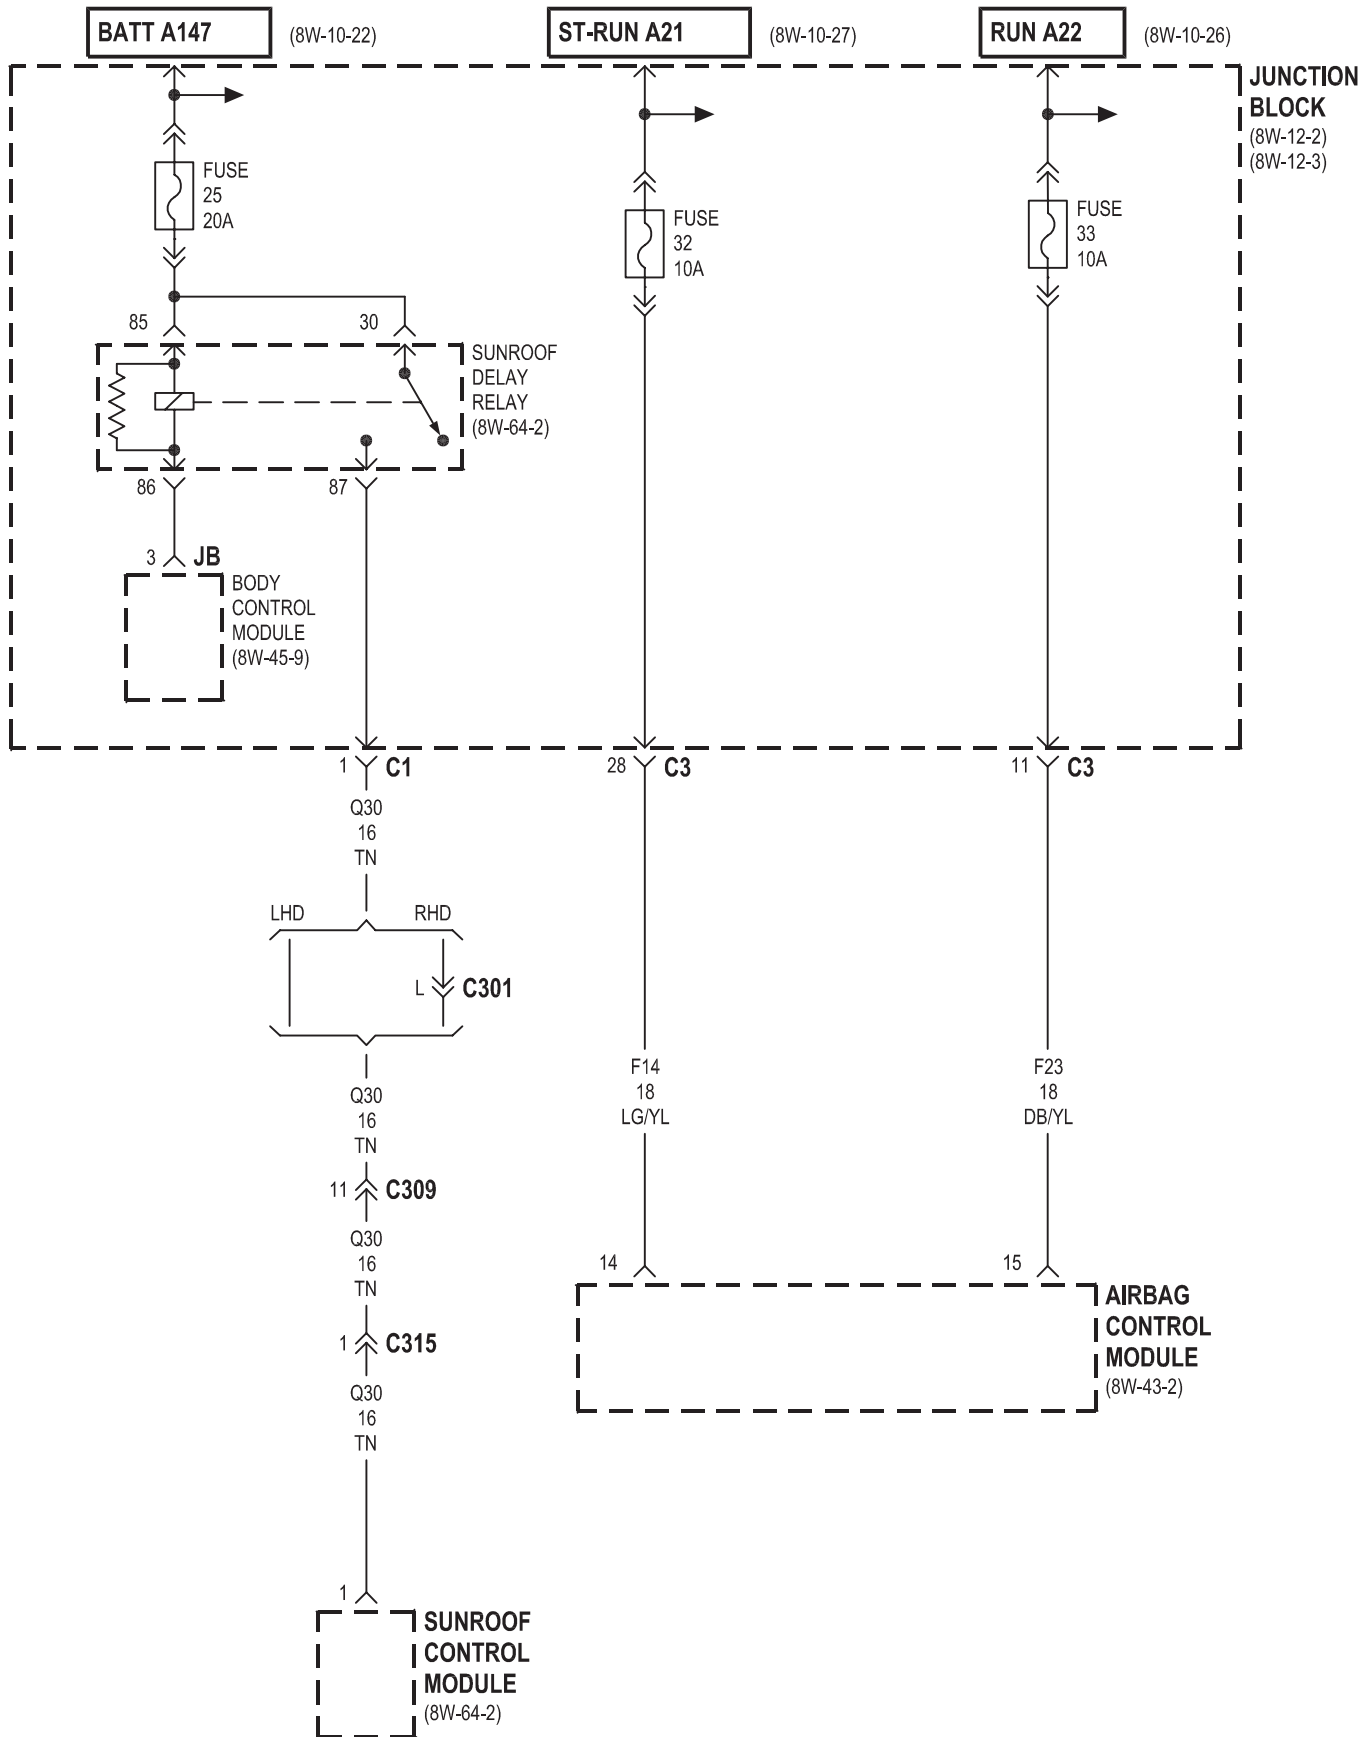 BATT A147 (8W-10-22)
ST-RUN A21 (8W-10-27)
RUN A22 (8W-10-26)
JUNCTION
BLOCK
(8W-12-2)
(8W-12-3)
FUSE
25
20A
FUSE
32
10A
FUSE
33
10A
85
30
SUNROOF
DELAY
RELAY
(8W-64-2)
86
87
3 JB
BODY
CONTROL
MODULE
(8W-45-9)
1 C1
28 C3
11 C3
Q30
16
TN
LHD
RHD
L C301
Q30
16
TN
F14
18
LG/YL
F23
18
DB/YL
11 C309
Q30
16
TN
14
15
AIRBAG
CONTROL
MODULE
(8W-43-2)
1 C315
Q30
16
TN
1
SUNROOF
CONTROL
MODULE
(8W-64-2)